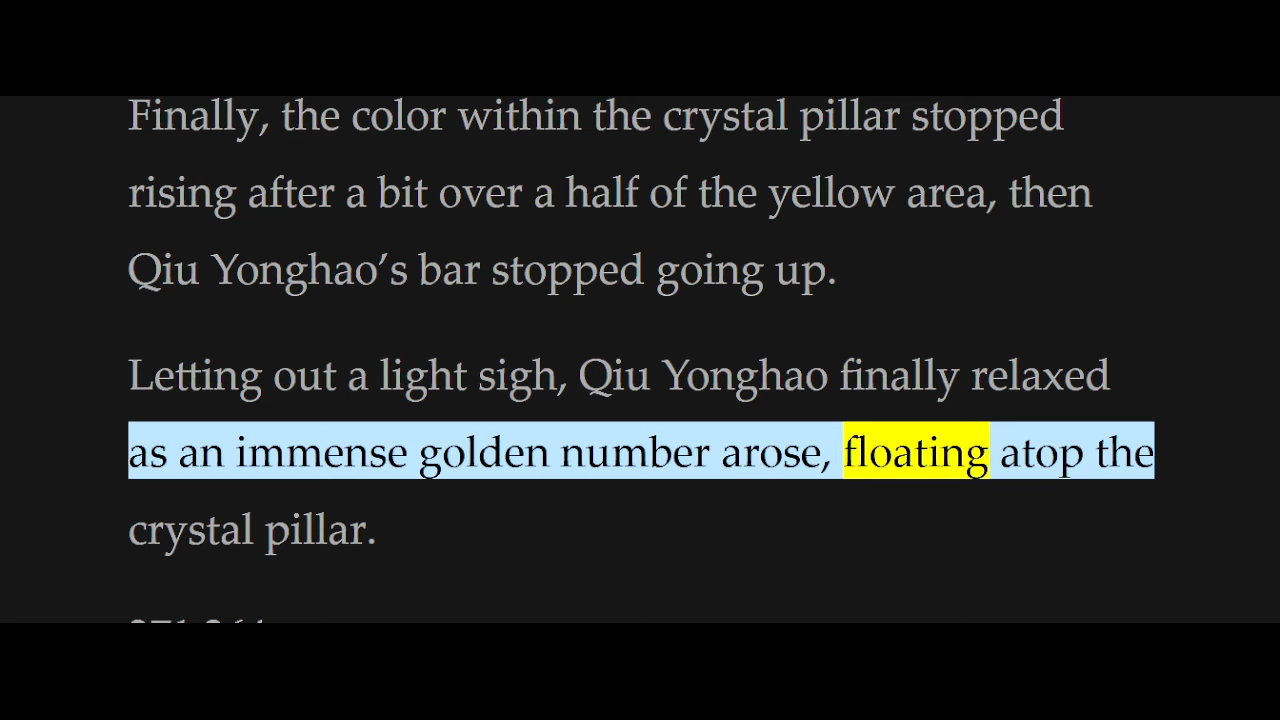 Finally, the color within the crystal pillar stopped
rising after a bit over a half of the yellow area, then
Qiu Yonghao’s bar stopped going up.
Letting out a light sigh, Qiu Yonghao finally relaxed
as an immense golden number arose, floating atop the
crystal pillar.